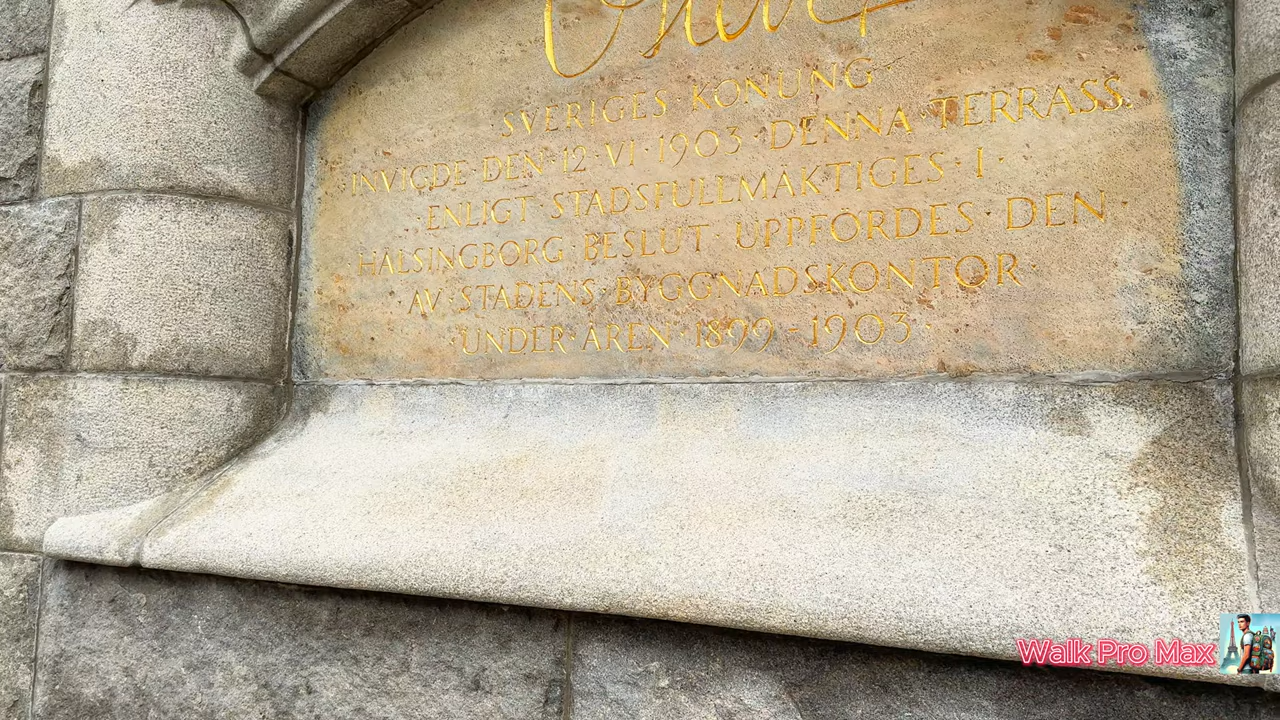 Oscar
SVERIGES · KONUNG
INVIGDE · DEN · 12 · VI · 1903 · DENNA · TERRASS.
ENLIGT · STADSFULLMÄKTIGES · I ·
HÄLSINGBORG · BESLUT · UPPFÖRDES · DEN ·
AV · STADENS · BYGGNADSKONTOR ·
UNDER · ÅREN · 1899 - 1903 ·
Walk Pro Max